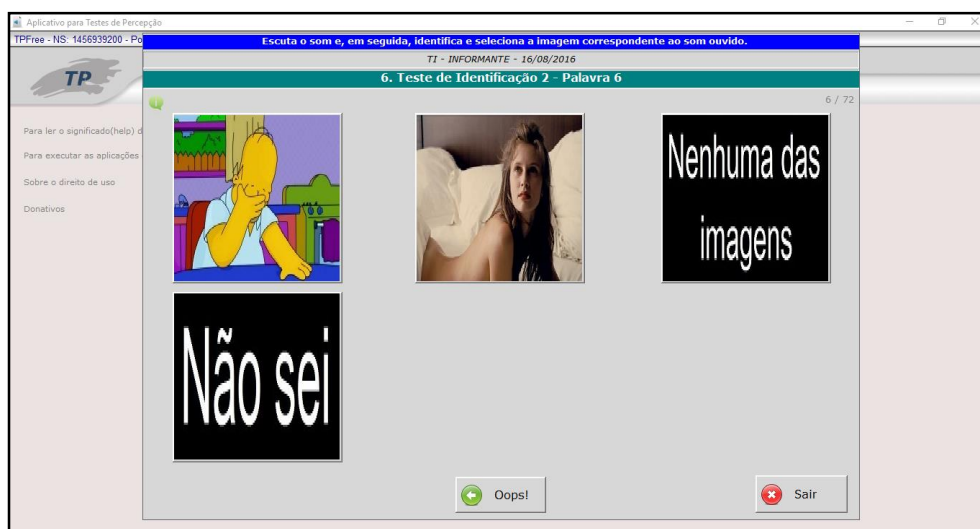 Aplicativo para Testes de Percepção
TPFree - NS: 1456939200 - Po
Escuta o som e, em seguida, identifica e seleciona a imagem correspondente ao som ouvido.
TI - INFORMANTE - 16/08/2016
6. Teste de Identificação 2 - Palavra 6
TP
6 / 72
Para ler o significado(help) d
Para executar as aplicações
Sobre o direito de uso
Donativos
Nenhuma das
imagens
Não sei
Oops!
Sair